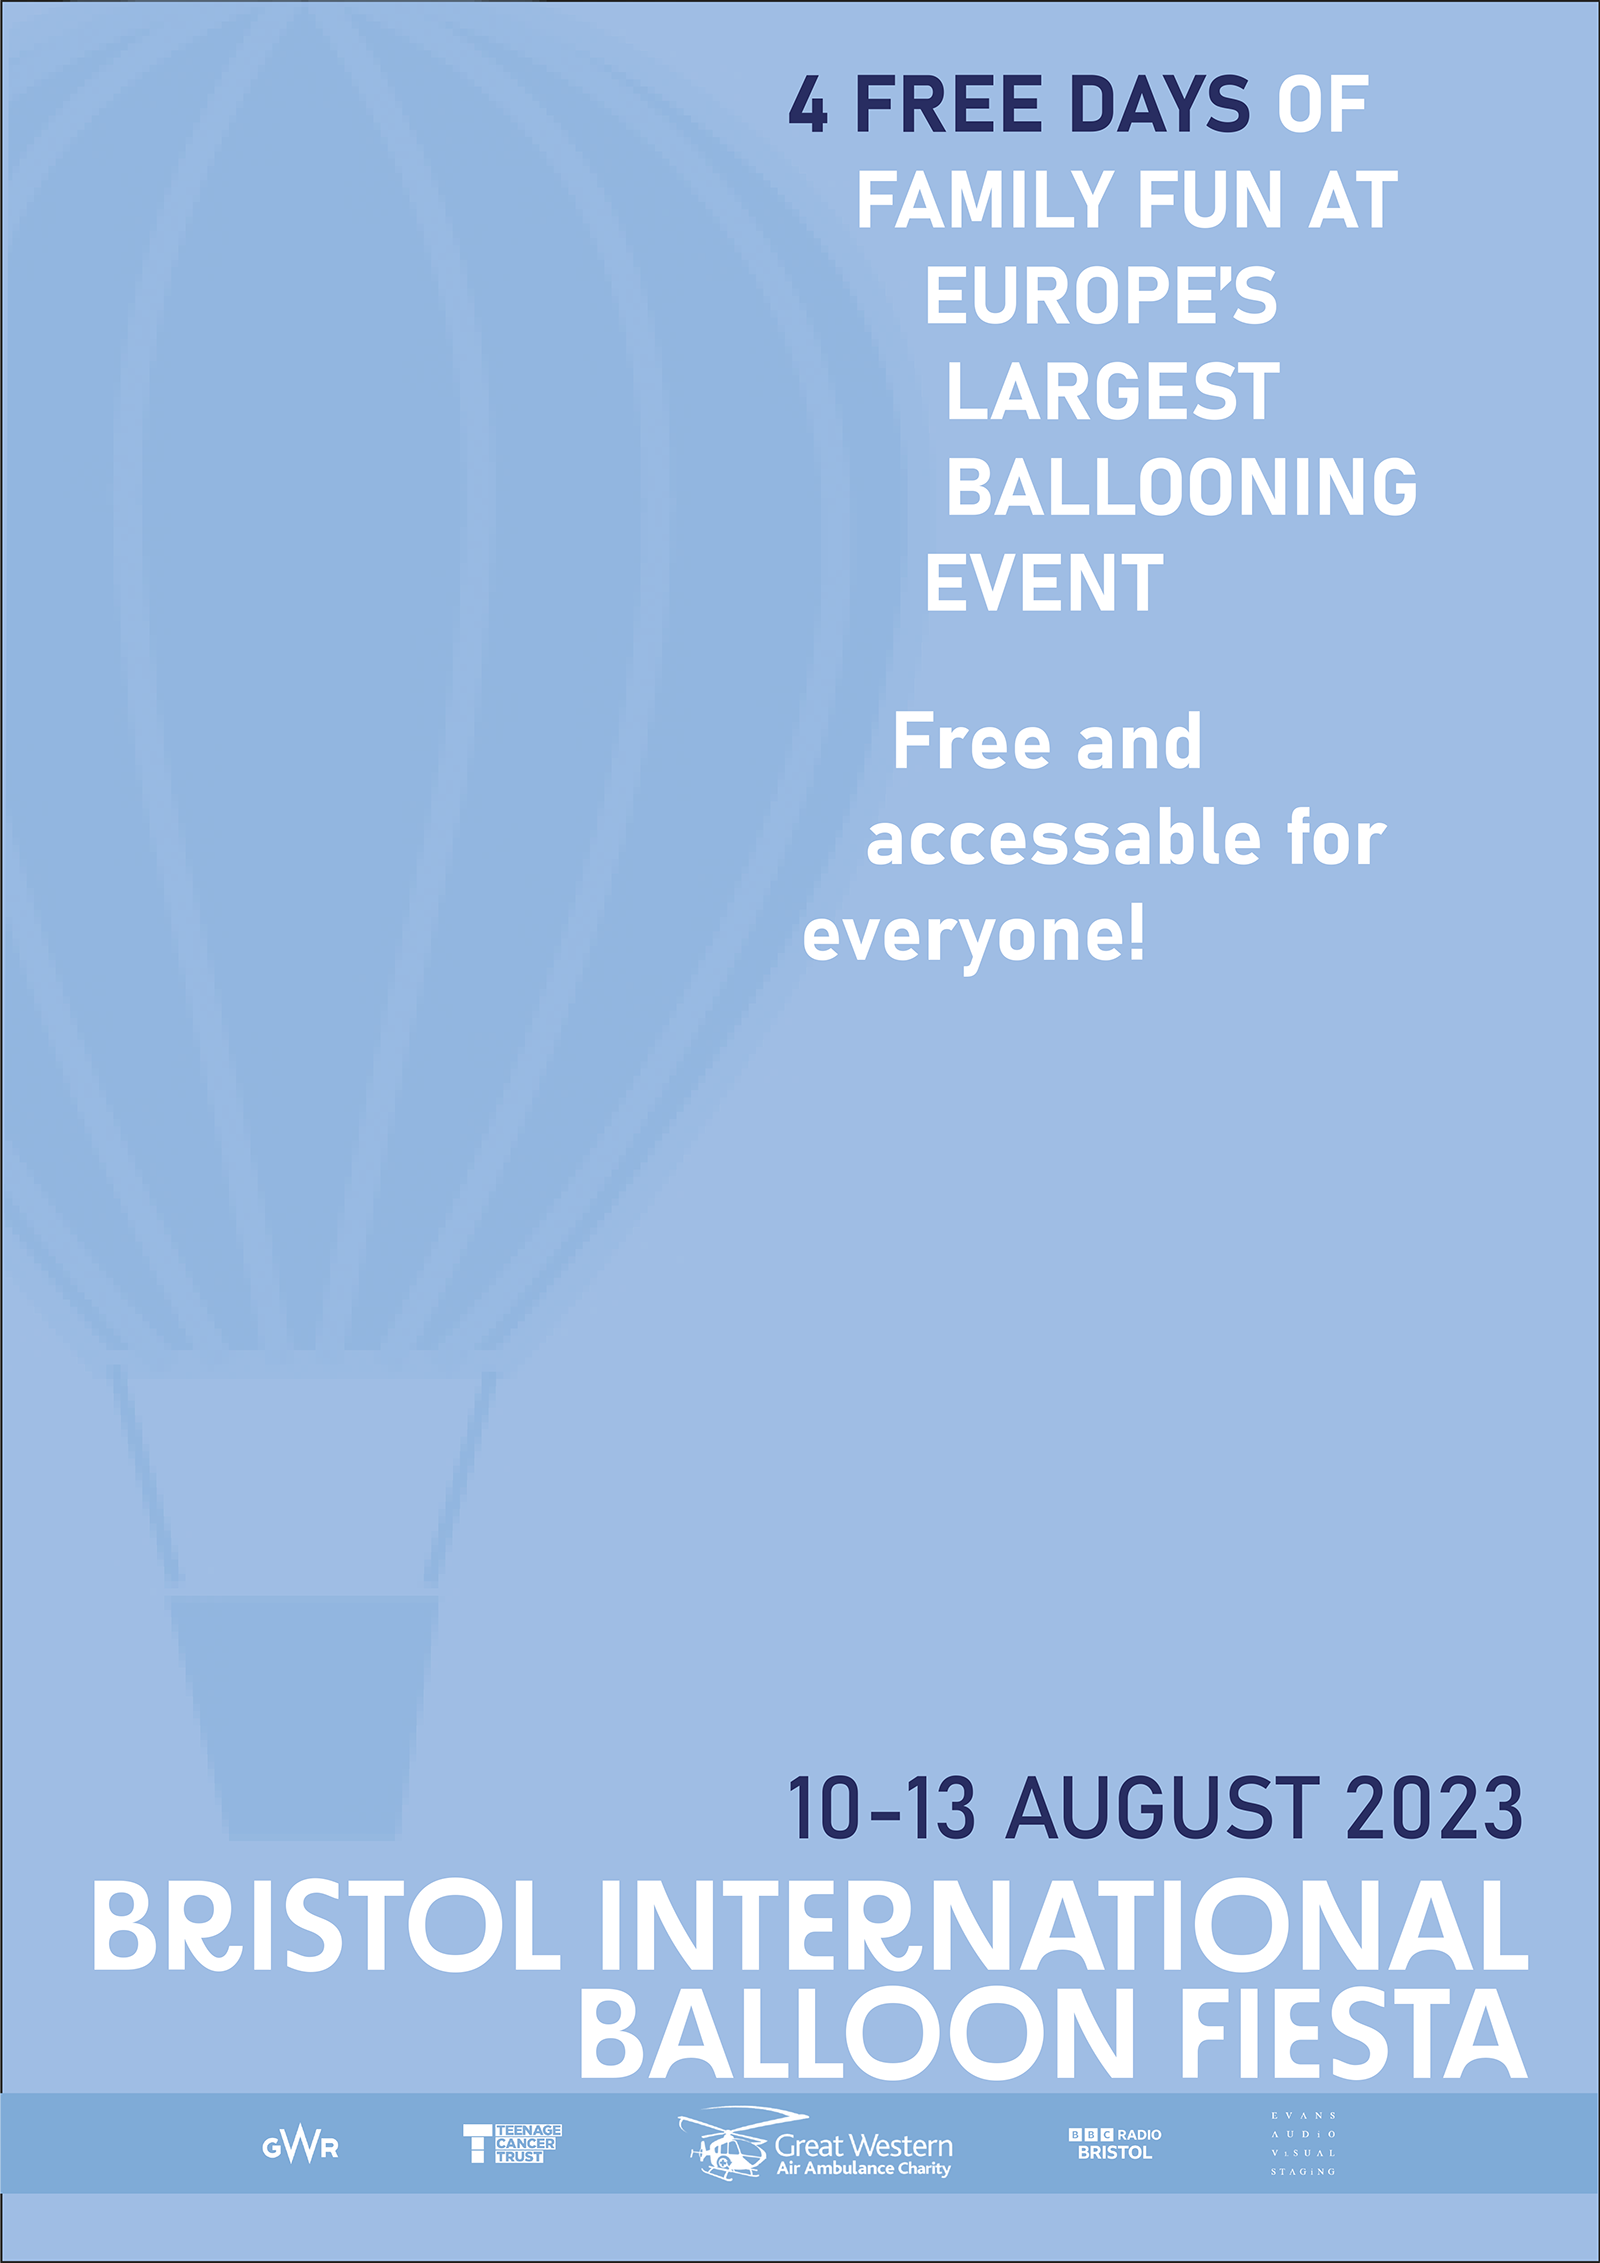 4 FREE DAYS OF
FAMILY FUN AT
EUROPE'S
LARGEST
BALLOONING
EVENT
Free and
accessable for
everyone!
10-13 AUGUST 2023
BRISTOL INTERNATIONAL
BALLOON FIESTA
GWR
TEENAGE
CANCER
TRUST
Great Western
Air Ambulance Charity
BBC RADIO
BRISTOL
EVANS
AUDiO
ViSUAL
STAGiNG